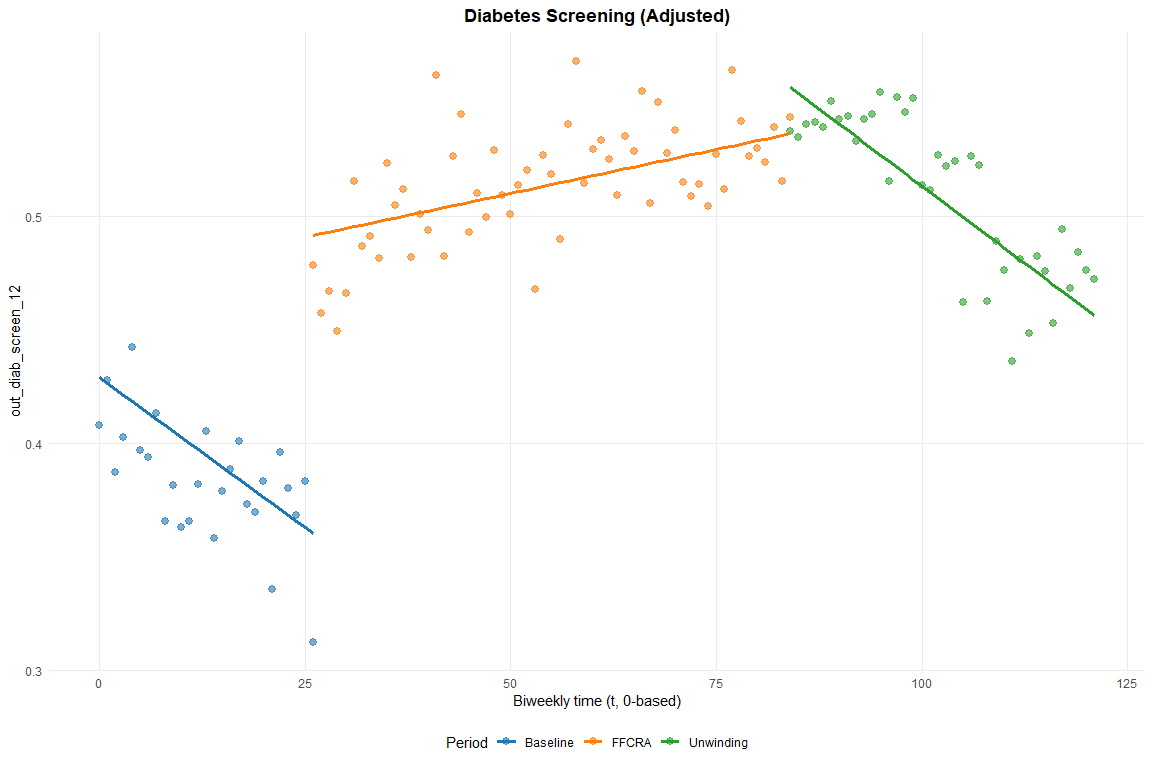 Diabetes Screening (Adjusted)
out_diab_screen_12
0.5
0.4
0.3
0 25 50 75 100 125
Biweekly time (t, 0-based)
Period Baseline FFCRA Unwinding